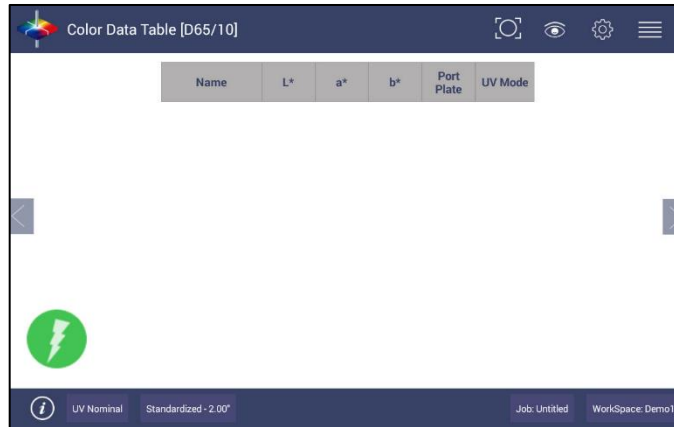 Color Data Table [D65/10]
Name L* a* b* Port Plate UV Mode
UV Nominal Standardized - 2.00" Job: Untitled WorkSpace: Demo1